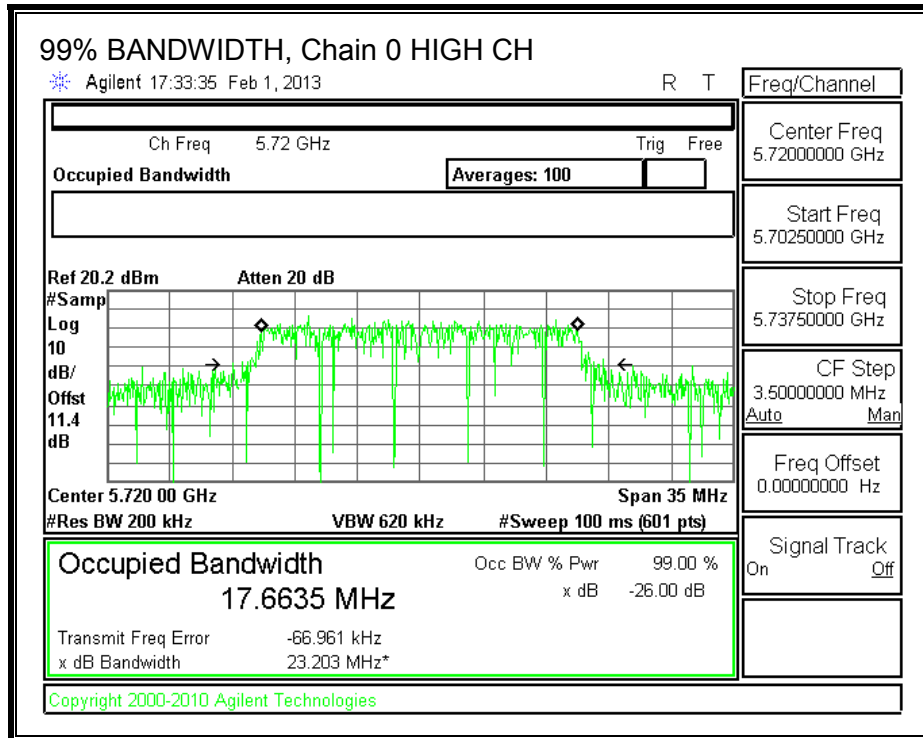 99% BANDWIDTH, Chain 0 HIGH CH
Agilent 17:33:35 Feb 1, 2013 R T
Freq/Channel
Ch Freq 5.72 GHz Trig Free
Occupied Bandwidth Averages: 100
Center Freq
5.72000000 GHz
Start Freq
5.70250000 GHz
Stop Freq
5.73750000 GHz
CF Step
3.50000000 MHz
Auto Man
Freq Offset
0.00000000 Hz
Signal Track
On Off
Ref 20.2 dBm Atten 20 dB
#Samp
Log
10
dB/
Offst
11.4
dB
Center 5.720 00 GHz Span 35 MHz
#Res BW 200 kHz VBW 620 kHz #Sweep 100 ms (601 pts)
Occupied Bandwidth Occ BW % Pwr 99.00 %
17.6635 MHz x dB -26.00 dB
Transmit Freq Error -66.961 kHz
x dB Bandwidth 23.203 MHz*
Copyright 2000-2010 Agilent Technologies